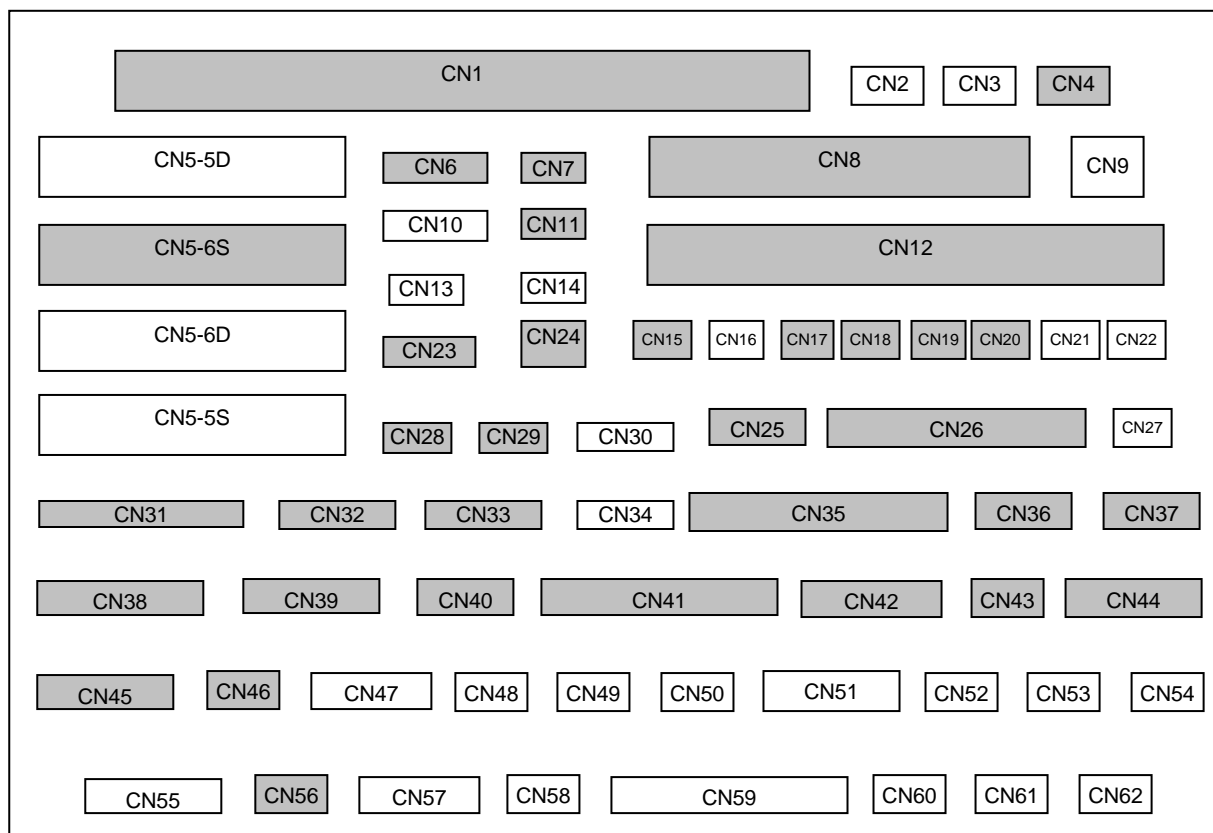 CN1 CN2 CN3 CN4
CN5-5D CN6 CN7 CN8 CN9
CN10 CN11
CN5-6S CN12
CN13 CN14
CN5-6D CN23 CN24 CN15 CN16 CN17 CN18 CN19 CN20 CN21 CN22
CN5-5S CN28 CN29 CN30 CN25 CN26 CN27
CN31 CN32 CN33 CN34 CN35 CN36 CN37
CN38 CN39 CN40 CN41 CN42 CN43 CN44
CN45 CN46 CN47 CN48 CN49 CN50 CN51 CN52 CN53 CN54
CN55 CN56 CN57 CN58 CN59 CN60 CN61 CN62